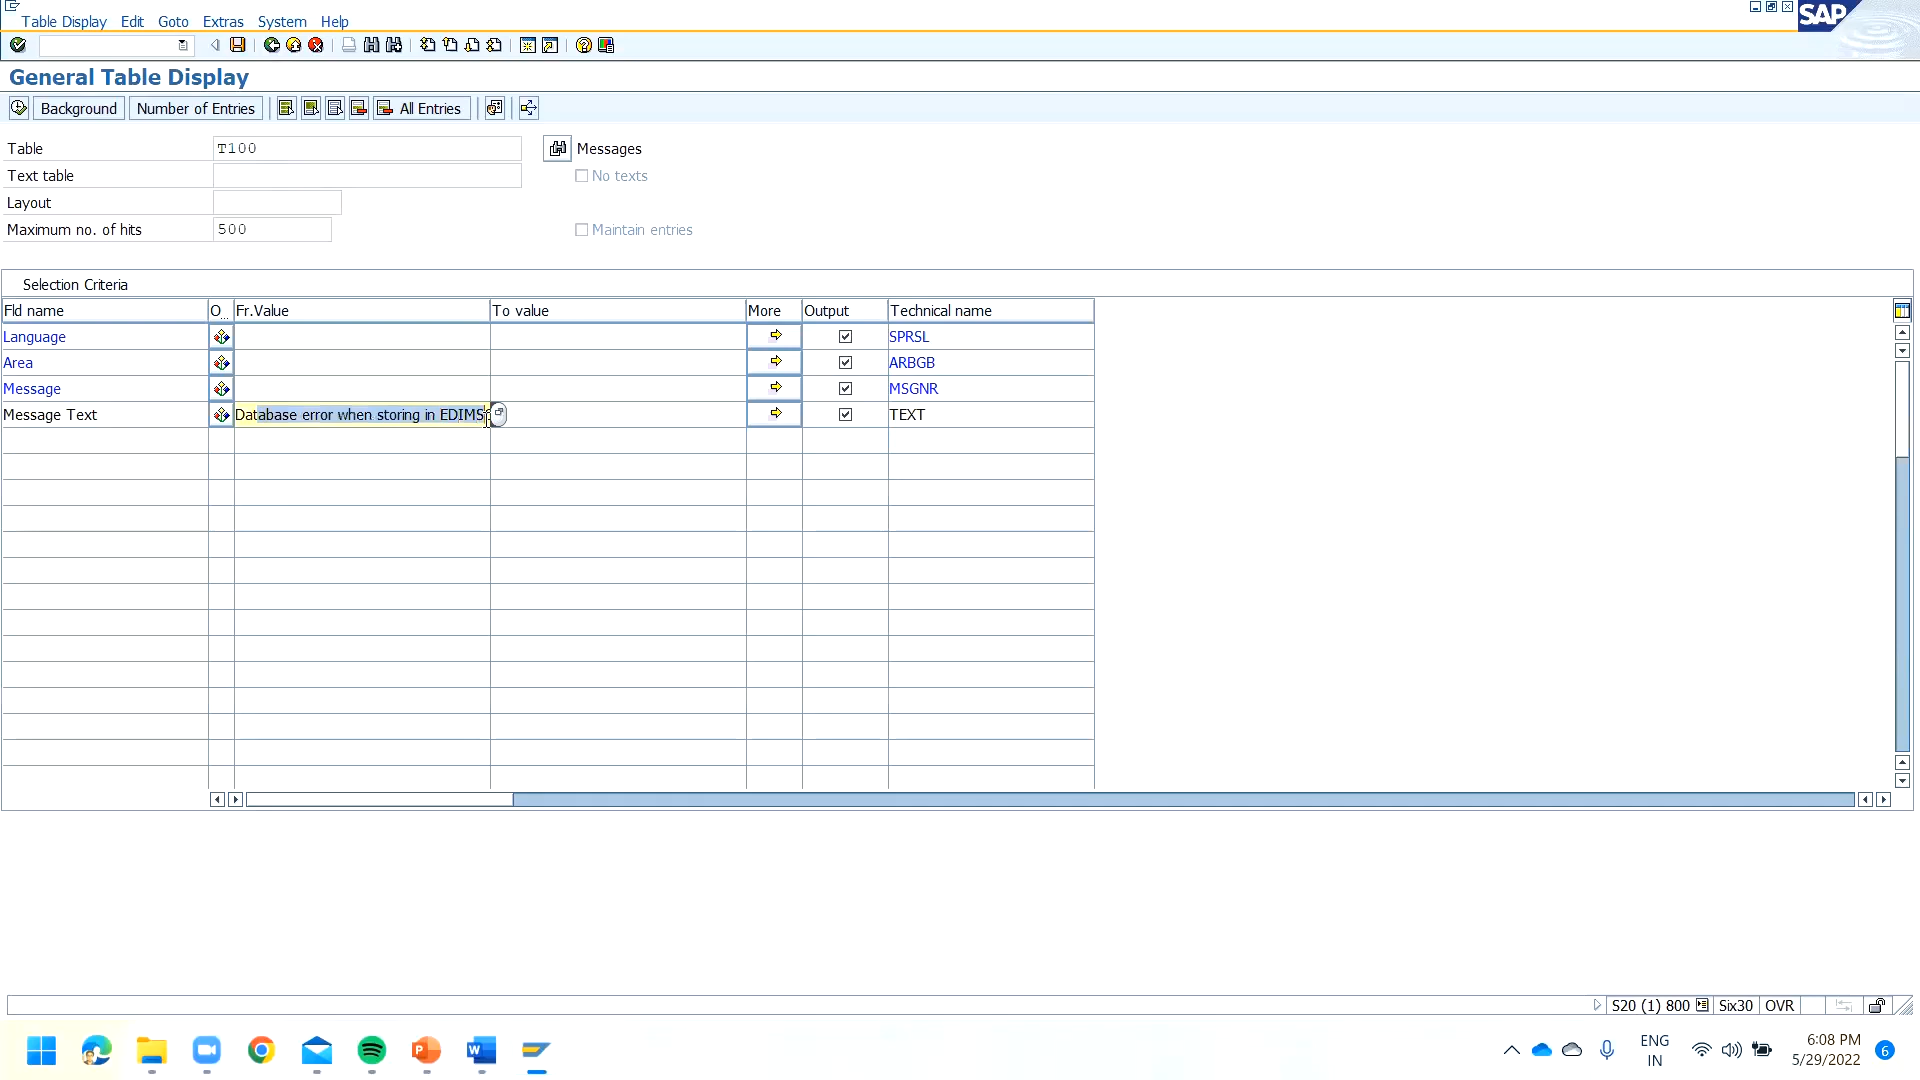 Table Display Edit Goto Extras System Help
SAP
General Table Display
Background Number of Entries All Entries
Table T100 Messages
Text table No texts
Layout
Maximum no. of hits 500 Maintain entries
Selection Criteria
Fld name O... Fr.Value To value More Output Technical name
Language SPRSL
Area ARBGB
Message MSGNR
Message Text Database error when storing in EDIMS TEXT
S20 (1) 800 Six30 OVR
ENG 6:08 PM
IN 5/29/2022 6